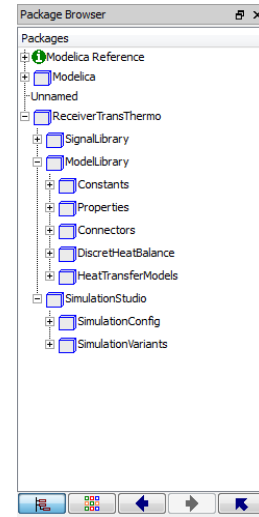 Package Browser
Packages
Modelica Reference
Modelica
Unnamed
ReceiverTransThermo
SignalLibrary
ModelLibrary
Constants
Properties
Connectors
DiscretHeatBalance
HeatTransferModels
SimulationStudio
SimulationConfig
SimulationVariants